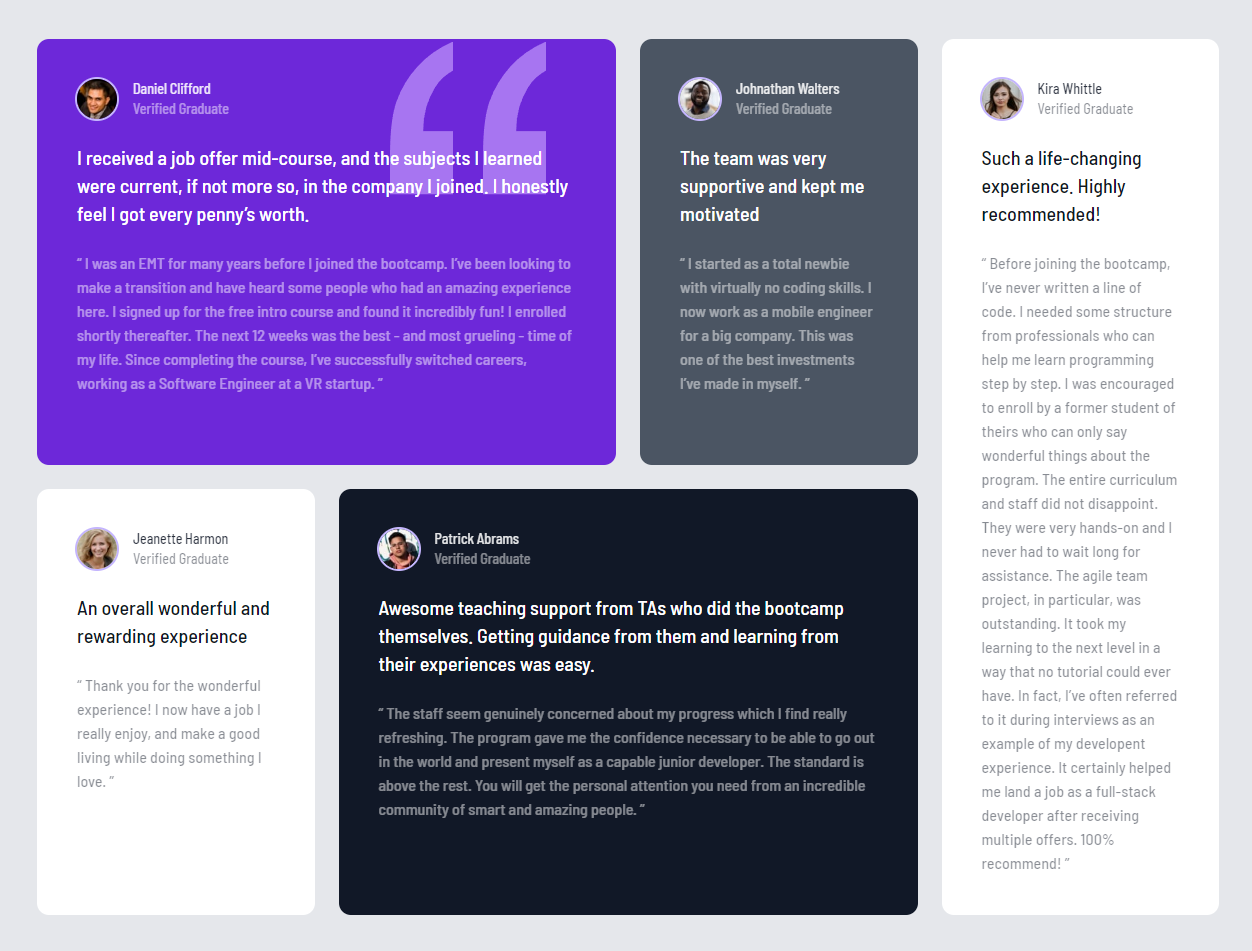 Daniel Clifford
Verified Graduate
I received a job offer mid-course, and the subjects I learned
were current, if not more so, in the company I joined. I honestly
feel I got every penny’s worth.
“ I was an EMT for many years before I joined the bootcamp. I’ve been looking to
make a transition and have heard some people who had an amazing experience
here. I signed up for the free intro course and found it incredibly fun! I enrolled
shortly thereafter. The next 12 weeks was the best - and most grueling - time of
my life. Since completing the course, I’ve successfully switched careers,
working as a Software Engineer at a VR startup. ”
Johnathan Walters
Verified Graduate
The team was very
supportive and kept me
motivated
“ I started as a total newbie
with virtually no coding skills. I
now work as a mobile engineer
for a big company. This was
one of the best investments
I’ve made in myself. ”
Kira Whittle
Verified Graduate
Such a life-changing
experience. Highly
recommended!
“ Before joining the bootcamp,
I’ve never written a line of
code. I needed some structure
from professionals who can
help me learn programming
step by step. I was encouraged
to enroll by a former student of
theirs who can only say
wonderful things about the
program. The entire curriculum
and staff did not disappoint.
They were very hands-on and I
never had to wait long for
assistance. The agile team
project, in particular, was
outstanding. It took my
learning to the next level in a
way that no tutorial could ever
have. In fact, I’ve often referred
to it during interviews as an
example of my developent
experience. It certainly helped
me land a job as a full-stack
developer after receiving
multiple offers. 100%
recommend! ”
Jeanette Harmon
Verified Graduate
An overall wonderful and
rewarding experience
“ Thank you for the wonderful
experience! I now have a job I
really enjoy, and make a good
living while doing something I
love. ”
Patrick Abrams
Verified Graduate
Awesome teaching support from TAs who did the bootcamp
themselves. Getting guidance from them and learning from
their experiences was easy.
“ The staff seem genuinely concerned about my progress which I find really
refreshing. The program gave me the confidence necessary to be able to go out
in the world and present myself as a capable junior developer. The standard is
above the rest. You will get the personal attention you need from an incredible
community of smart and amazing people. ”